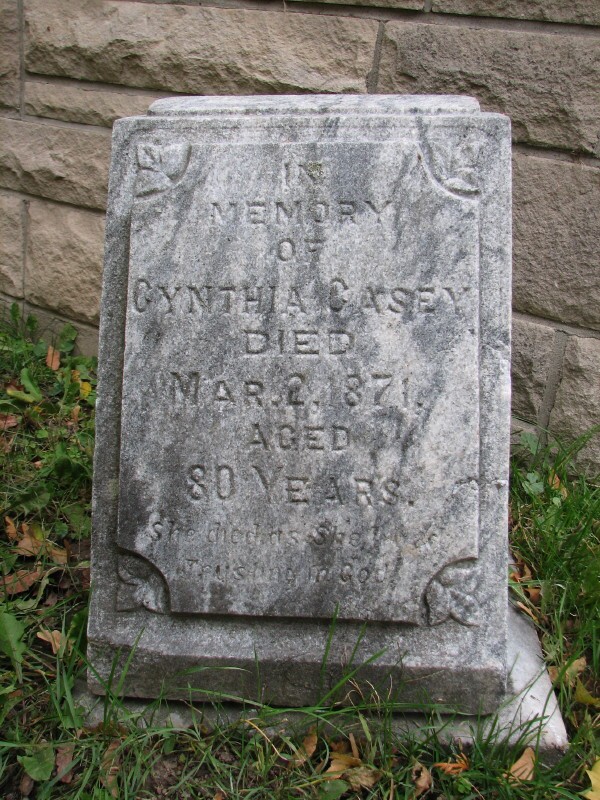 IN
MEMORY
OF
CYNTHIA CASEY
DIED
MAR. 2. 1871.
AGED
80 YEARS.
She died as She lived
Trusting in God